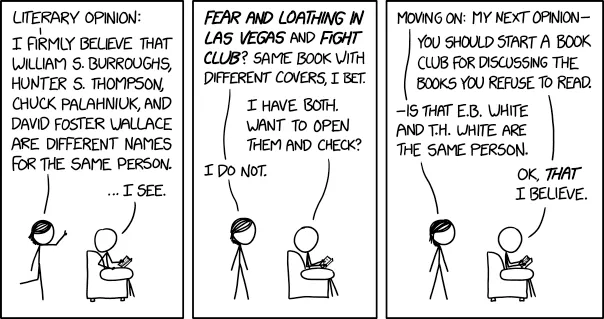 LITERARY OPINION:
I FIRMLY BELIEVE THAT
WILLIAM S. BURROUGHS,
HUNTER S. THOMPSON,
CHUCK PALAHNIUK, AND
DAVID FOSTER WALLACE
ARE DIFFERENT NAMES
FOR THE SAME PERSON.
... I SEE.
FEAR AND LOATHING IN
LAS VEGAS AND FIGHT
CLUB? SAME BOOK WITH
DIFFERENT COVERS, I BET.
I HAVE BOTH.
WANT TO OPEN
THEM AND CHECK?
I DO NOT.
MOVING ON: MY NEXT OPINION—
YOU SHOULD START A BOOK
CLUB FOR DISCUSSING THE
BOOKS YOU REFUSE TO READ.
—IS THAT E.B. WHITE
AND T.H. WHITE ARE
THE SAME PERSON.
OK, THAT
I BELIEVE.